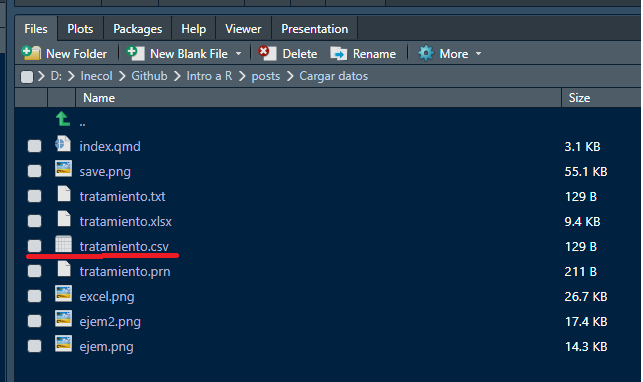 Files Plots Packages Help Viewer Presentation
New Folder New Blank File Delete Rename More
D: Inecol Github Intro a R posts Cargar datos
Name Size
..
index.qmd 3.1 KB
save.png 55.1 KB
tratamiento.txt 129 B
tratamiento.xlsx 9.4 KB
tratamiento.csv 129 B
tratamiento.prn 211 B
excel.png 26.7 KB
ejem2.png 17.4 KB
ejem.png 14.3 KB